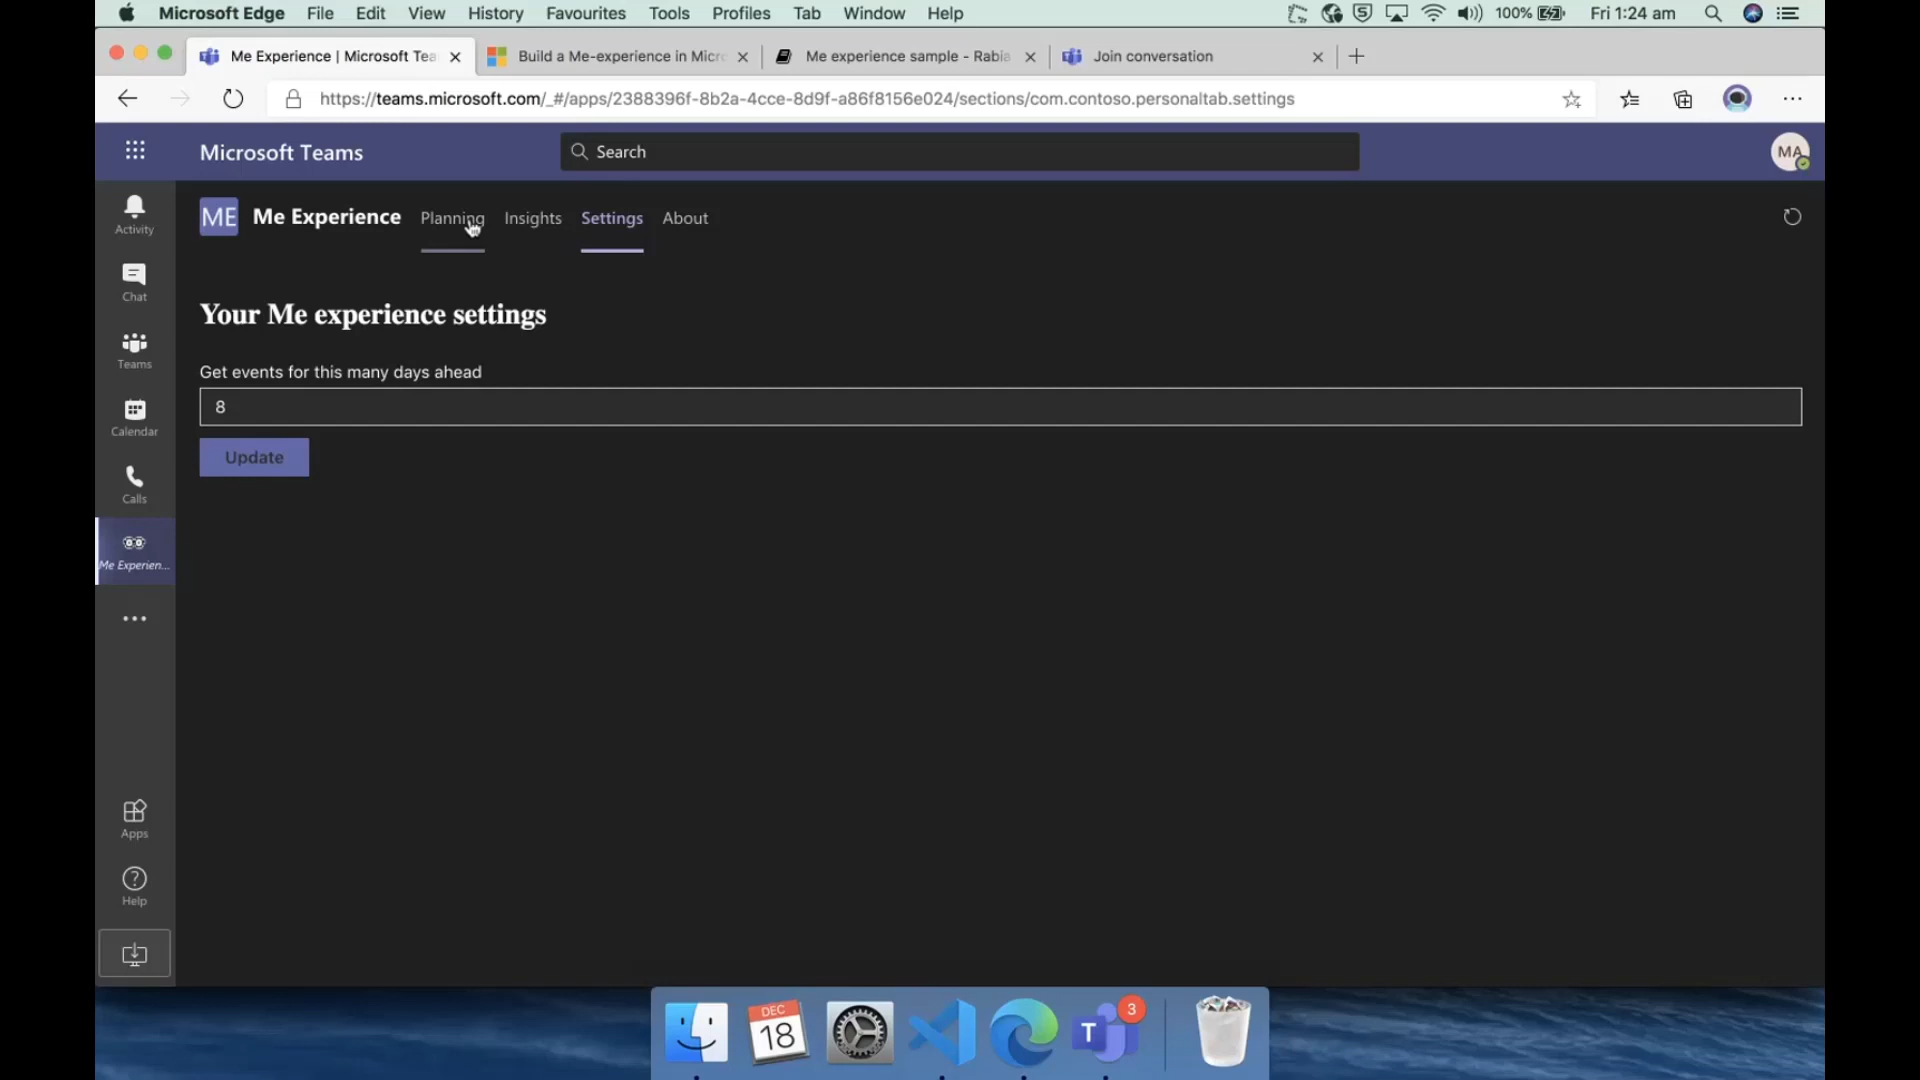 Microsoft Edge File Edit View History Favourites Tools Profiles Tab Window Help 100% Fri 1:24 am
Me Experience | Microsoft Tea Build a Me-experience in Micr Me experience sample - Rabia Join conversation
https://teams.microsoft.com/_#/apps/2388396f-8b2a-4cce-8d9f-a86f8156e024/sections/com.contoso.personaltab.settings
Microsoft Teams Search MA
ME Me Experience Planning Insights Settings About
Activity
Chat
Teams
Calendar
Calls
Me Experien...
Apps
Help
Your Me experience settings
Get events for this many days ahead
8
Update
DEC
18
T 3